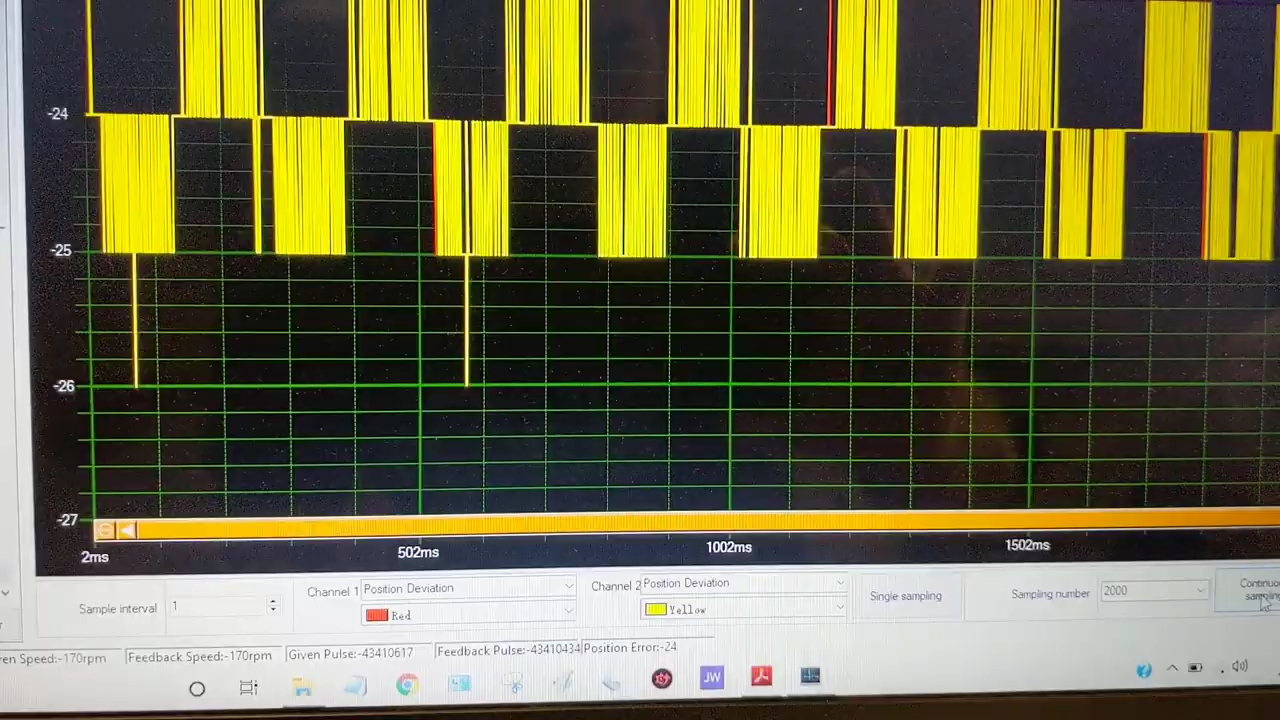 -24
-25
-26
-27
2ms 502ms 1002ms 1502ms
Sample interval 1 Channel 1 Position Deviation Channel 2 Position Deviation Single sampling Sampling number 2000
Red Yellow
Speed:-170rpm Feedback Speed:-170rpm Given Pulse:-43410617 Feedback Pulse:-43410434 Position Error:-24
JW